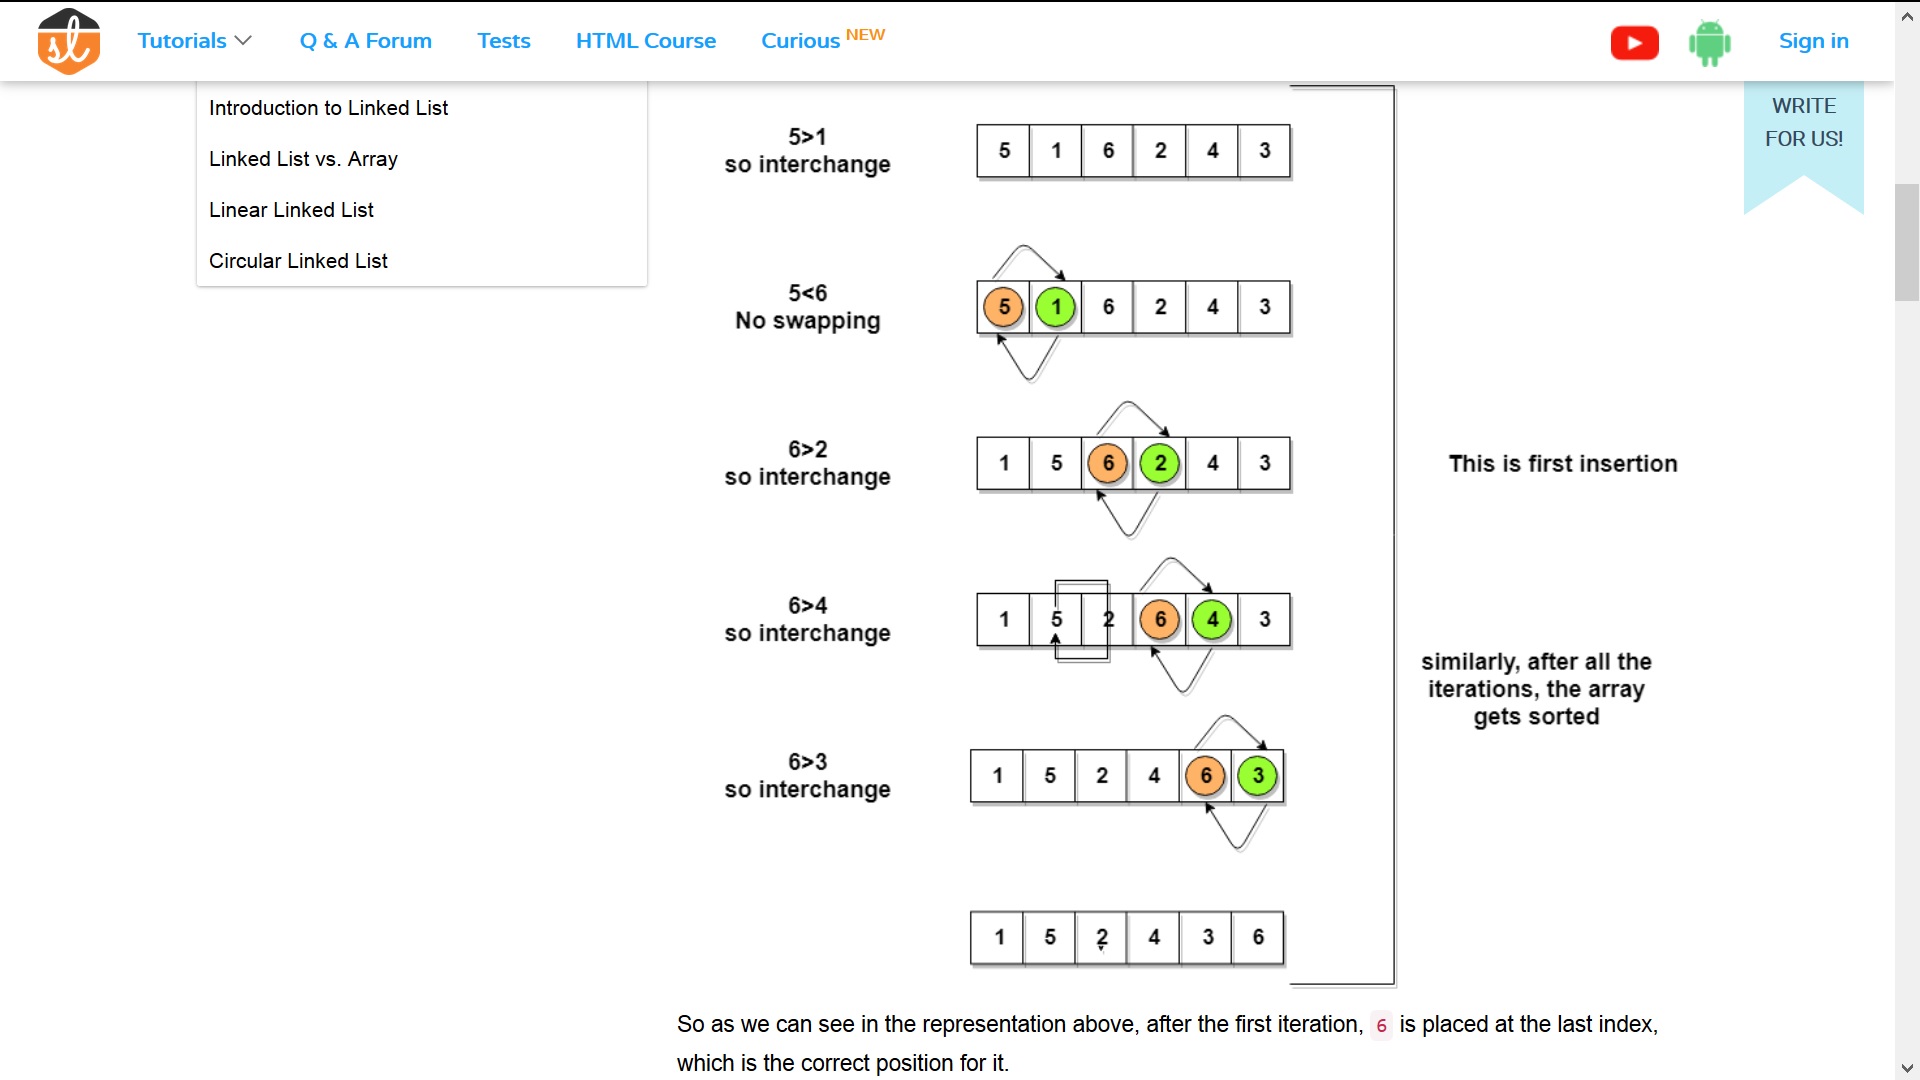 sl
Tutorials
Q & A Forum
Tests
HTML Course
Curious NEW
Sign in
Introduction to Linked List
Linked List vs. Array
Linear Linked List
Circular Linked List
WRITE
FOR US!
5>1
so interchange
5 1 6 2 4 3
5<6
No swapping
5 1 6 2 4 3
6>2
so interchange
1 5 6 2 4 3
This is first insertion
6>4
so interchange
1 5 2 6 4 3
similarly, after all the
iterations, the array
gets sorted
6>3
so interchange
1 5 2 4 6 3
1 5 2 4 3 6
So as we can see in the representation above, after the first iteration, 6 is placed at the last index,
which is the correct position for it.